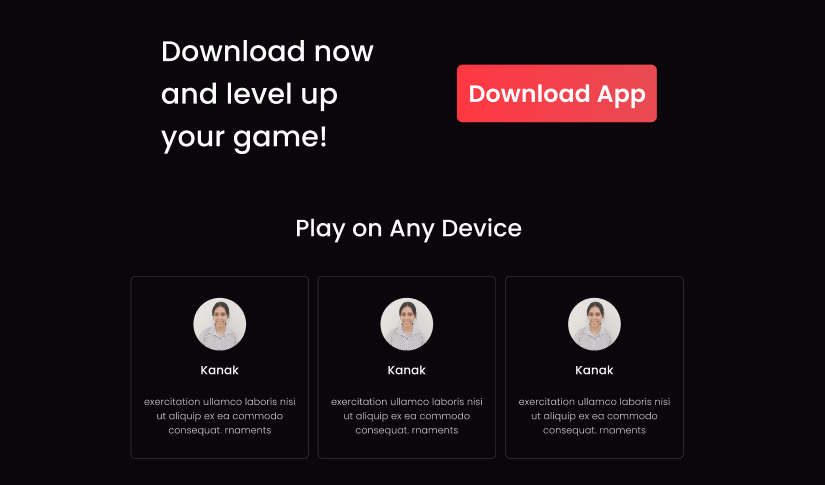 Download now
and level up
your game!
Download App
Play on Any Device
Kanak
exercitation ullamco laboris nisi
ut aliquip ex ea commodo
consequat. rnaments
Kanak
exercitation ullamco laboris nisi
ut aliquip ex ea commodo
consequat. rnaments
Kanak
exercitation ullamco laboris nisi
ut aliquip ex ea commodo
consequat. rnaments